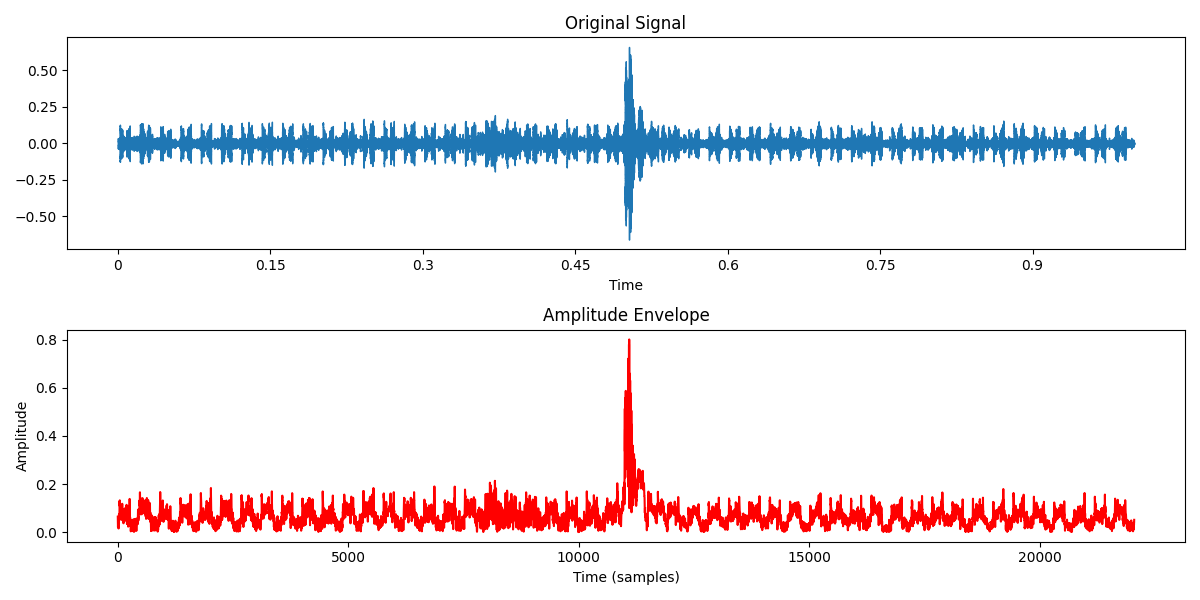 Original Signal
0.50
0.25
0.00
−0.25
−0.50
0 0.15 0.3 0.45 0.6 0.75 0.9
Time
Amplitude Envelope
Amplitude
0.8
0.6
0.4
0.2
0.0
0 5000 10000 15000 20000
Time (samples)